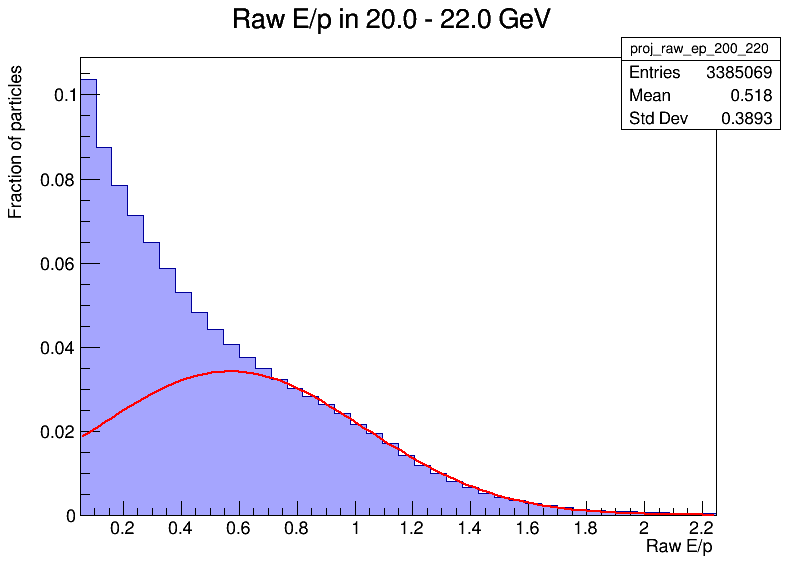 Raw E/p in 20.0 - 22.0 GeV
proj_raw_ep_200_220
Entries 3385069
Mean 0.518
Std Dev 0.3893
Fraction of particles
0.1
0.08
0.06
0.04
0.02
0
0.2 0.4 0.6 0.8 1 1.2 1.4 1.6 1.8 2 2.2
Raw E/p